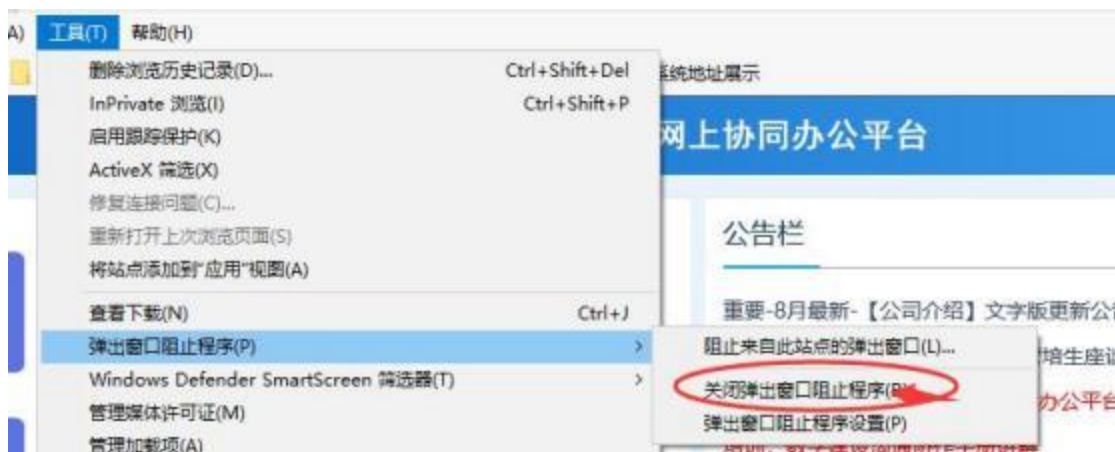 A) 工具(T) 帮助(H)
删除浏览历史记录(D)... Ctrl+Shift+Del
系统地址展示
InPrivate 浏览(I) Ctrl+Shift+P
启用跟踪保护(K)
网上协同办公平台
ActiveX 筛选(X)
修复连接问题(C)...
重新打开上次浏览页面(S)
公告栏
将站点添加到"应用"视图(A)
查看下载(N) Ctrl+J
重要-8月最新-【公司介绍】文字版更新公告
弹出窗口阻止程序(P) >
阻止来自此站点的弹出窗口(L)...
培生座谈
Windows Defender SmartScreen 筛选器(T) >
关闭弹出窗口阻止程序(B)
办公平台
管理媒体许可证(M)
弹出窗口阻止程序设置(P)
管理加载项(A)